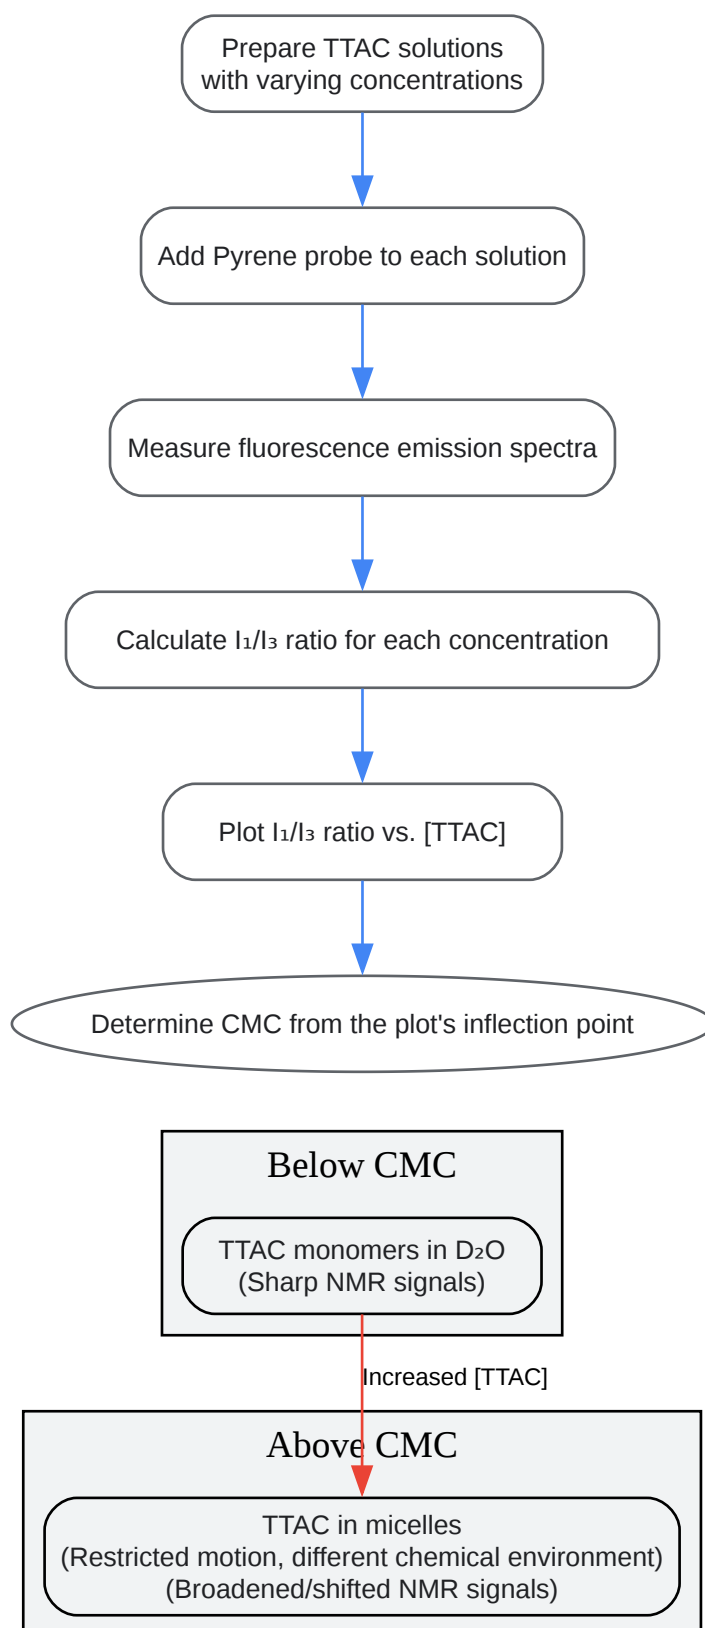 Prepare TTAC solutions
with varying concentrations
Add Pyrene probe to each solution
Measure fluorescence emission spectra
Calculate I₁/I₃ ratio for each concentration
Plot I₁/I₃ ratio vs. [TTAC]
Determine CMC from the plot's inflection point
Below CMC
TTAC monomers in D₂O
(Sharp NMR signals)
Increased [TTAC]
Above CMC
TTAC in micelles
(Restricted motion, different chemical environment)
(Broadened/shifted NMR signals)